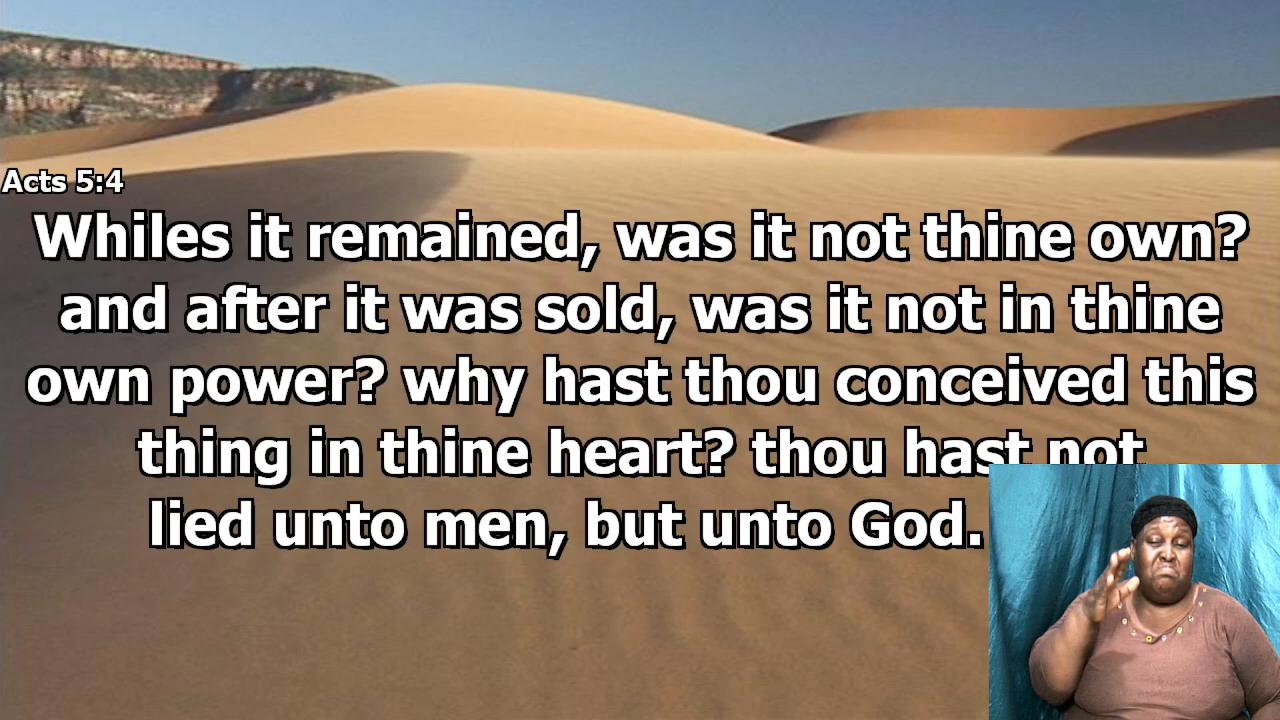 Acts 5:4
Whiles it remained, was it not thine own?
and after it was sold, was it not in thine
own power? why hast thou conceived this
thing in thine heart? thou hast not
lied unto men, but unto God.